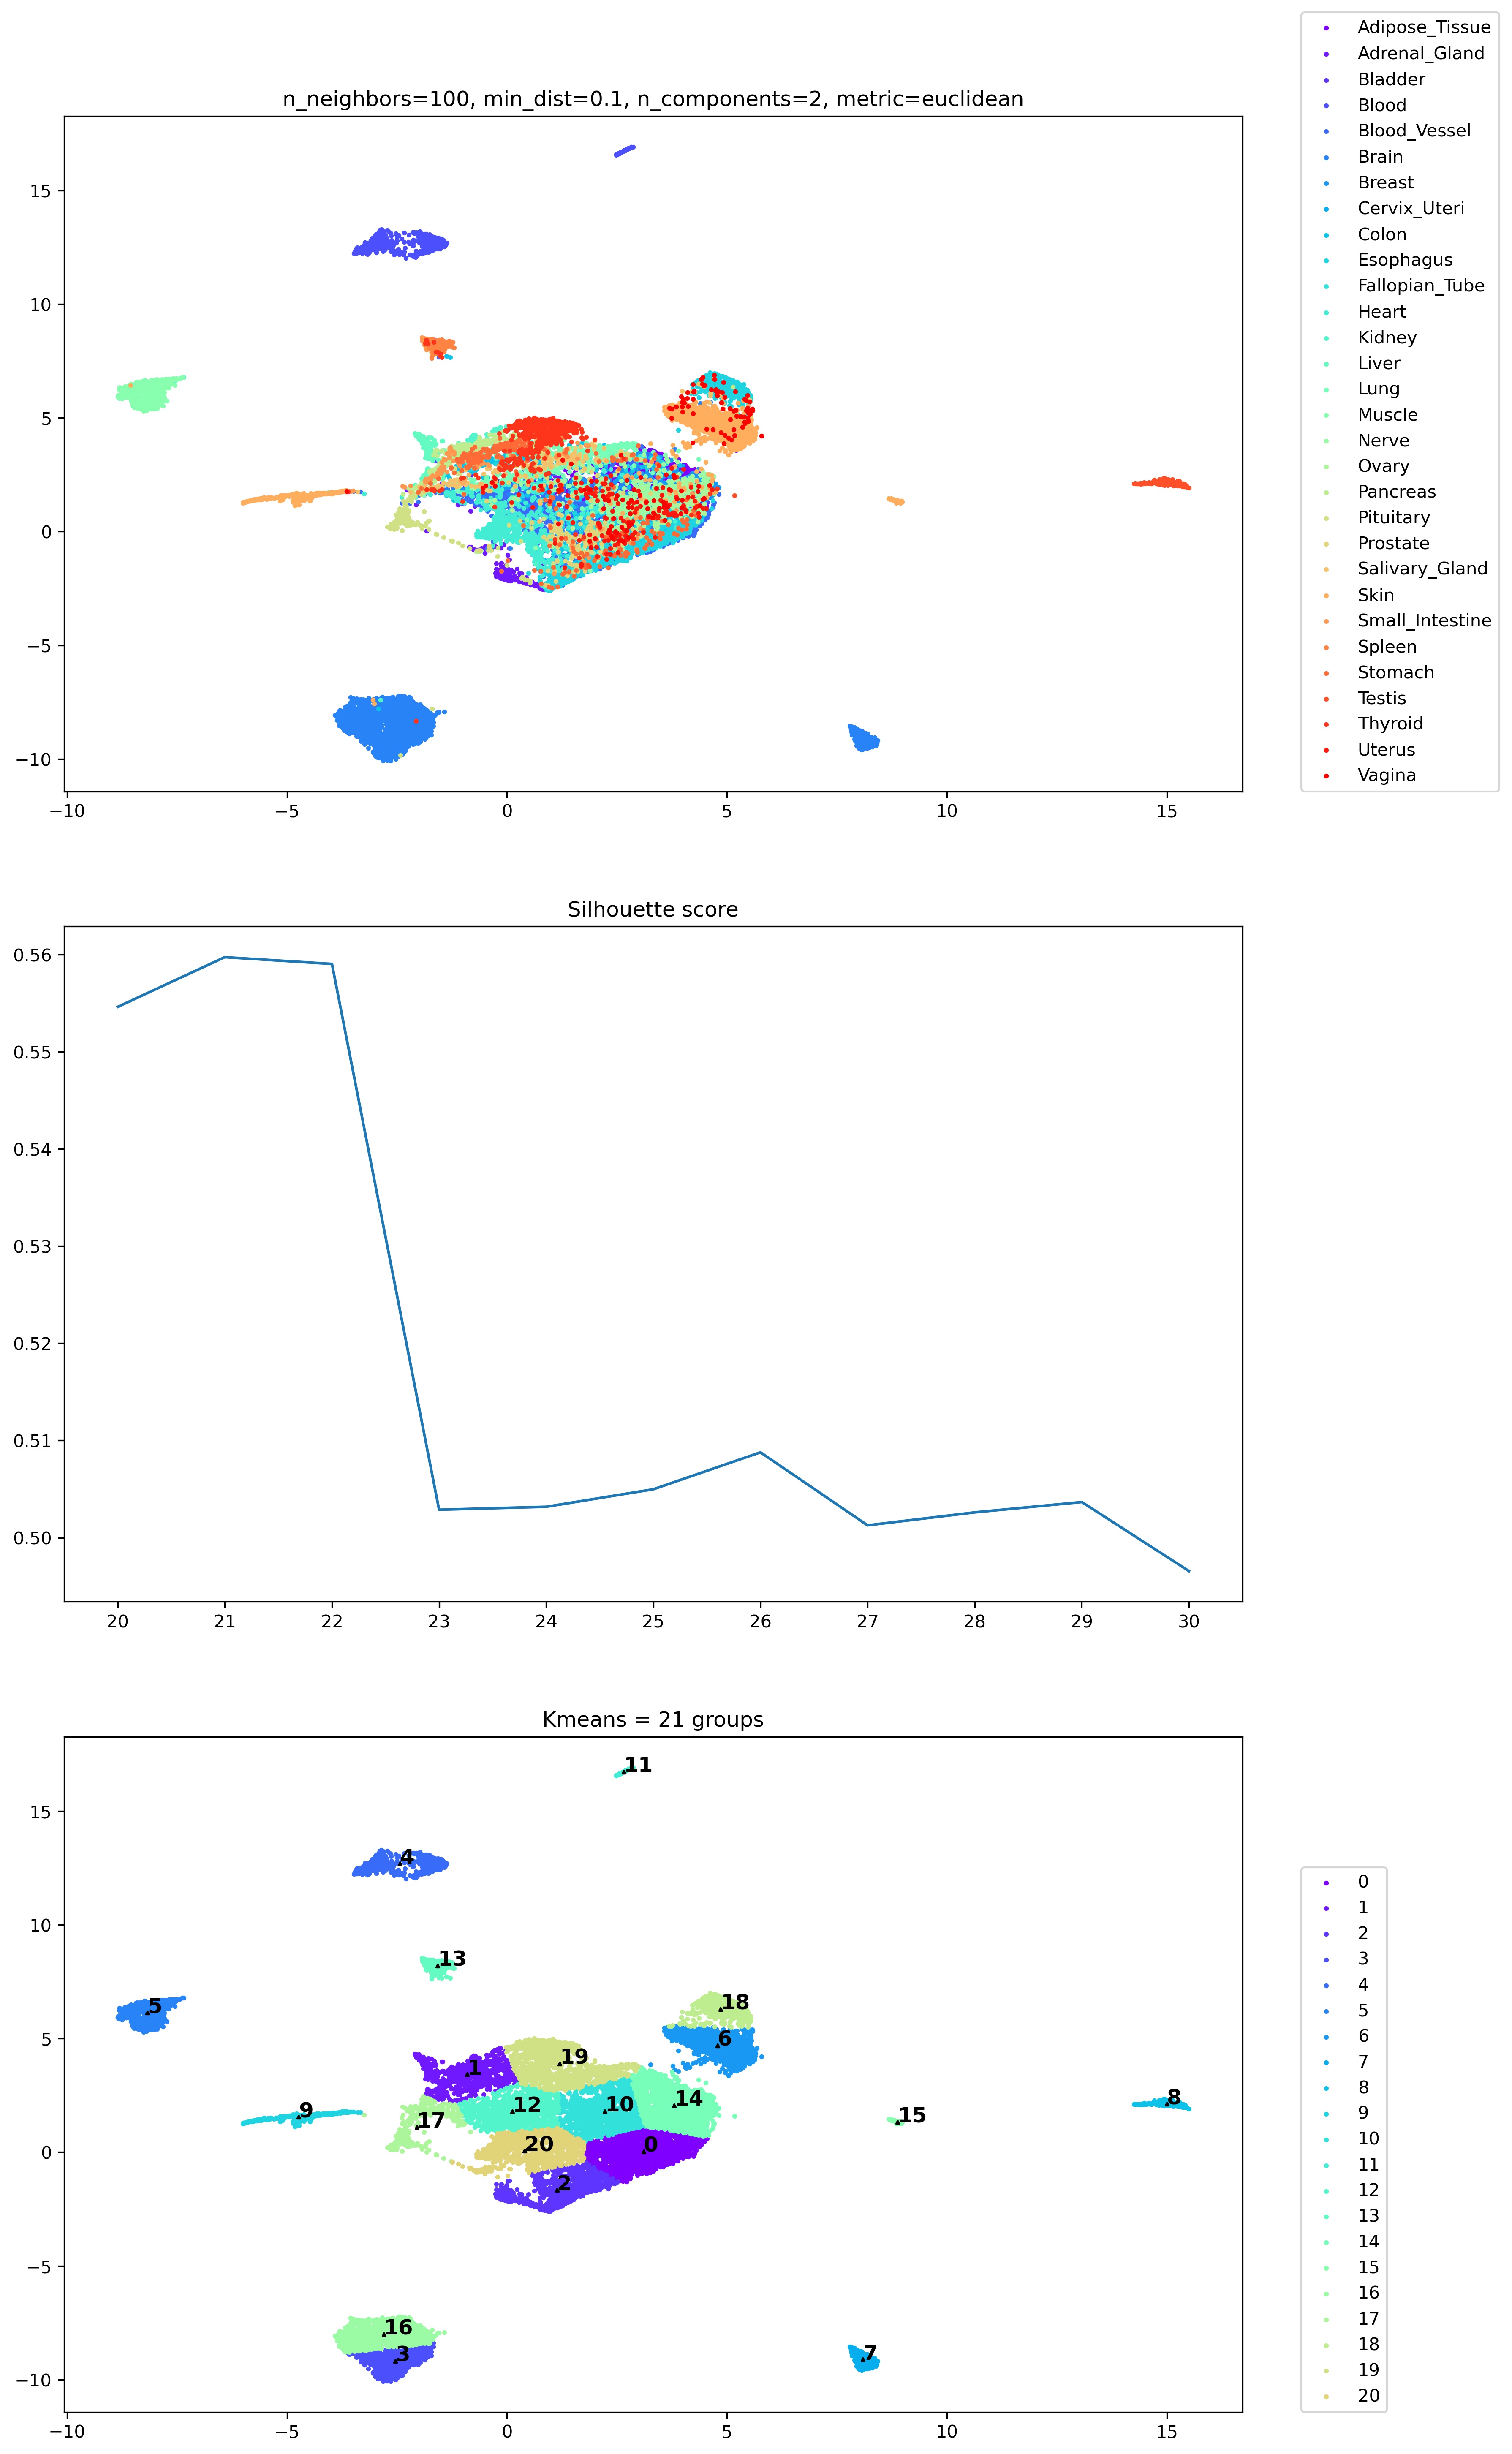 n_neighbors=100, min_dist=0.1, n_components=2, metric=euclidean
15
10
5
0
−5
−10
−10
−5
0
5
10
15
Adipose_Tissue
Adrenal_Gland
Bladder
Blood
Blood_Vessel
Brain
Breast
Cervix_Uteri
Colon
Esophagus
Fallopian_Tube
Heart
Kidney
Liver
Lung
Muscle
Nerve
Ovary
Pancreas
Pituitary
Prostate
Salivary_Gland
Skin
Small_Intestine
Spleen
Stomach
Testis
Thyroid
Uterus
Vagina
Silhouette score
0.56
0.55
0.54
0.53
0.52
0.51
0.50
20
21
22
23
24
25
26
27
28
29
30
Kmeans = 21 groups
15
10
5
0
−5
−10
−10
−5
0
5
10
15
11
4
13
5
18
6
19
1
9
12
10
14
8
17
15
20
0
2
16
3
7
0
1
2
3
4
5
6
7
8
9
10
11
12
13
14
15
16
17
18
19
20